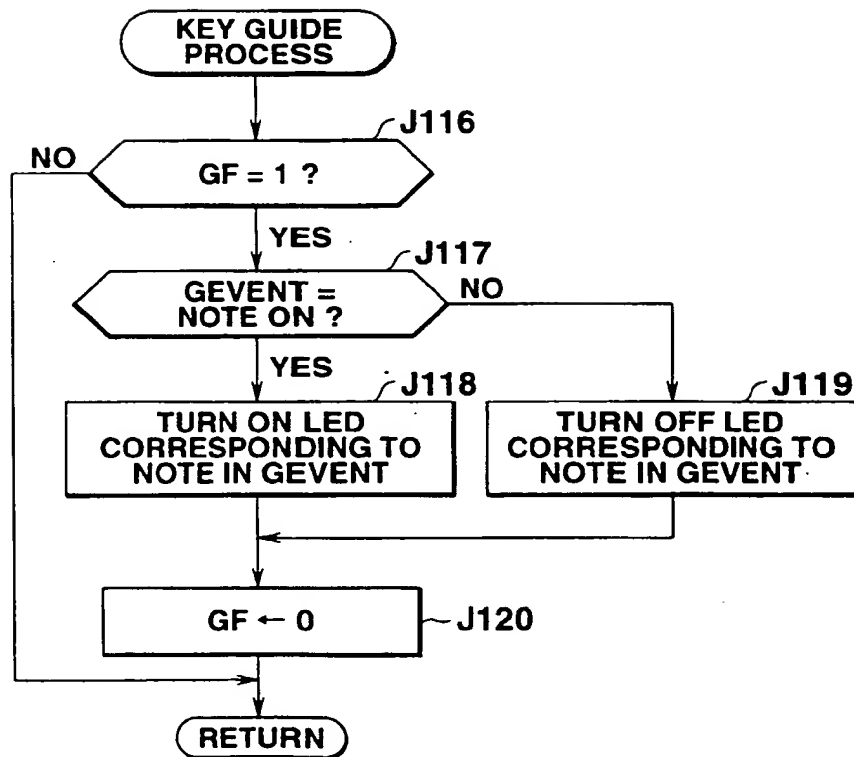 KEY GUIDE
PROCESS
J116
NO
GF = 1 ?
YES
J117
GEVENT =
NOTE ON ?
NO
YES
J118
TURN ON LED
CORRESPONDING TO
NOTE IN GEVENT
J119
TURN OFF LED
CORRESPONDING TO
NOTE IN GEVENT
GF ← 0
J120
RETURN